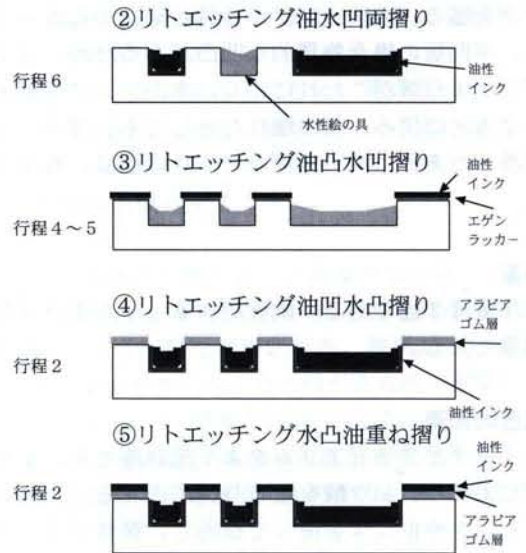 ②リトエッチング油水凹両摺り
行程6
油性
インク
水性絵の具
③リトエッチング油凸水凹摺り
油性
インク
行程4～5
エゲン
ラッカー
④リトエッチング油凹水凸摺り
アラビア
ゴム層
行程2
油性インク
⑤リトエッチング水凸油重ね摺り
油性
インク
行程2
アラビア
ゴム層